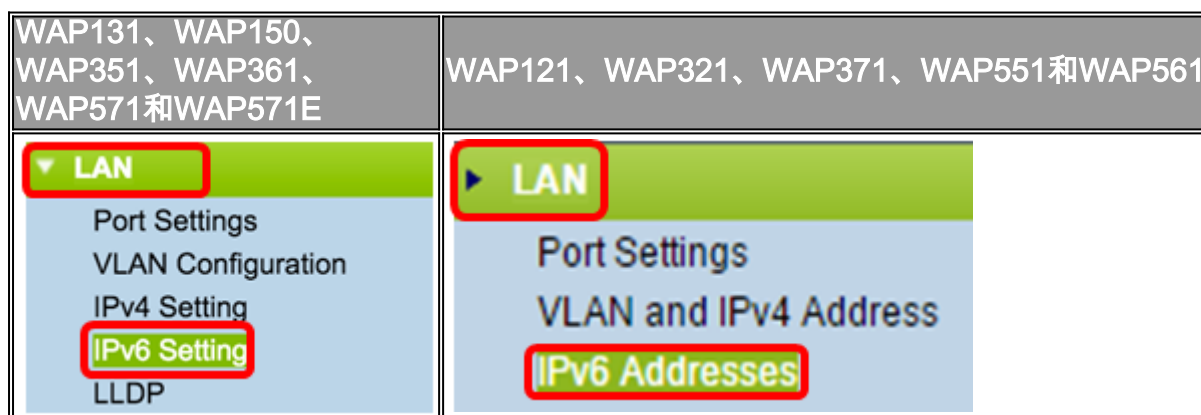 WAP131、WAP150、
WAP351、WAP361、
WAP571和WAP571E
WAP121、WAP321、WAP371、WAP551和WAP561
LAN
Port Settings
VLAN Configuration
IPv4 Setting
IPv6 Setting
LLDP
LAN
Port Settings
VLAN and IPv4 Address
IPv6 Addresses